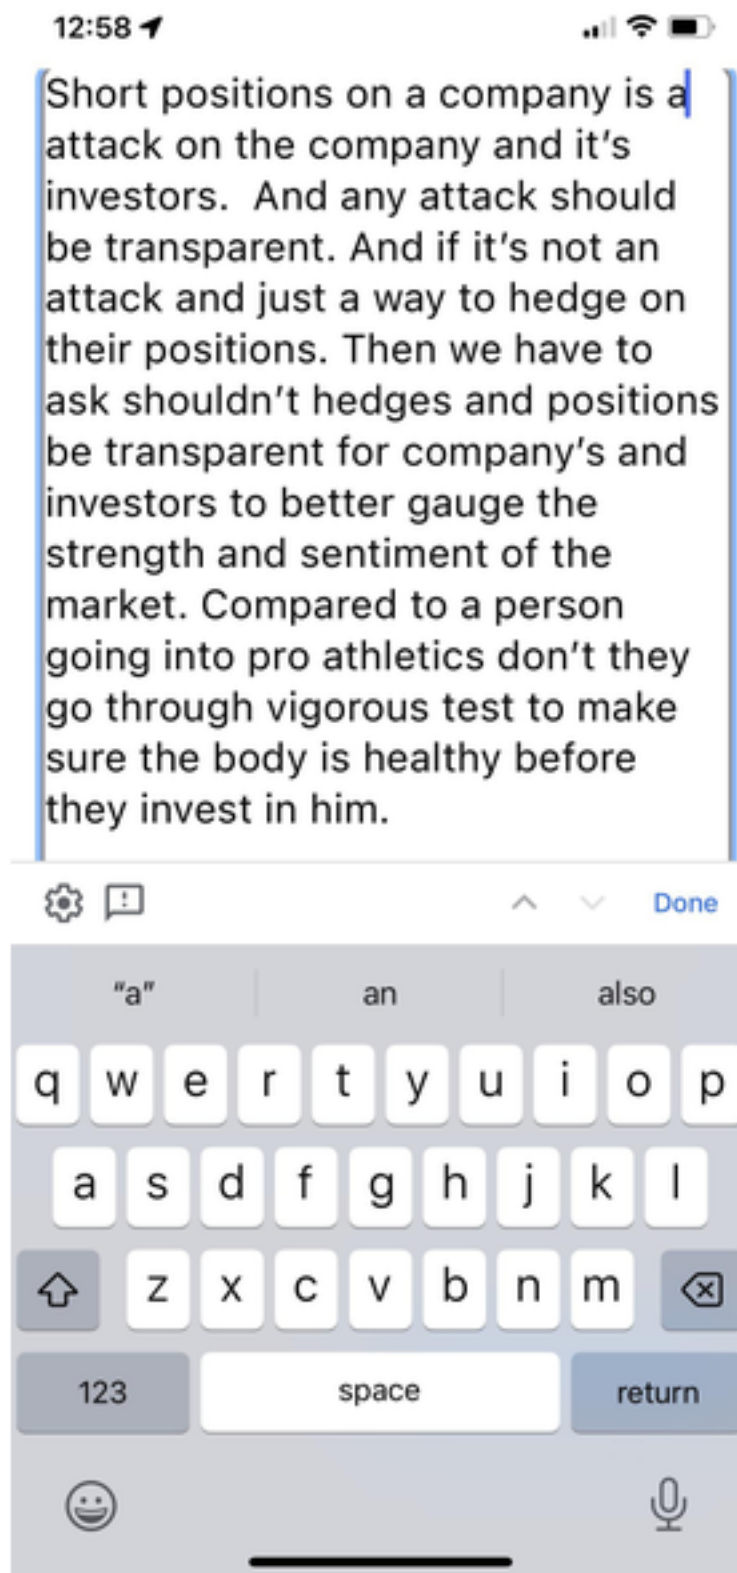 12:58
Short positions on a company is a
attack on the company and it’s
investors.  And any attack should
be transparent. And if it’s not an
attack and just a way to hedge on
their positions. Then we have to
ask shouldn’t hedges and positions
be transparent for company’s and
investors to better gauge the
strength and sentiment of the
market. Compared to a person
going into pro athletics don’t they
go through vigorous test to make
sure the body is healthy before
they invest in him.
Done
“a” an also
q w e r t y u i o p
a s d f g h j k l
z x c v b n m
123 space return